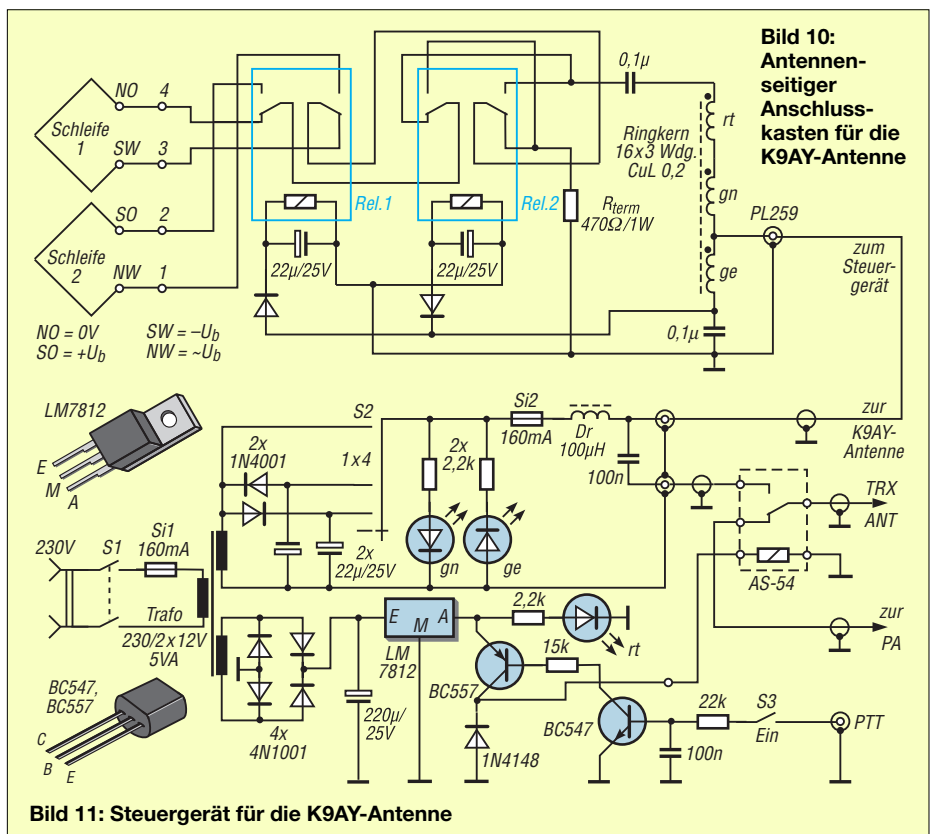 Bild 10:
Antennen-
seitiger
Anschluss-
kasten für die
K9AY-Antenne
NO 4
Schleife
1
SW 3
SO 2
Schleife
2
NW 1
NO = 0V
SO = +Ub
SW = –Ub
NW = ~Ub
Rel.1
Rel.2
22µ/25V
22µ/25V
Rterm
470Ω/1W
0,1µ
Ringkern
16x3 Wdg.
CuL 0,2
rt
gn
ge
PL259
zum
Steuer-
gerät
0,1µ
LM7812
E
M
A
S2
2x
1N4001
1x4
2x
22µ/25V
2x
2,2k
gn
ge
Si2
160mA
Dr
100µH
100n
zur
K9AY-
Antenne
TRX
ANT
AS-54
zur
PA
230V
S1
Si1
160mA
Trafo
230/2x12V
5VA
BC547,
BC557
C
B
E
4x
4N1001
220µ/
25V
E
M
A
LM
7812
2,2k
rt
BC557
15k
1N4148
BC547
22k
100n
S3
Ein
PTT
Bild 11: Steuergerät für die K9AY-Antenne